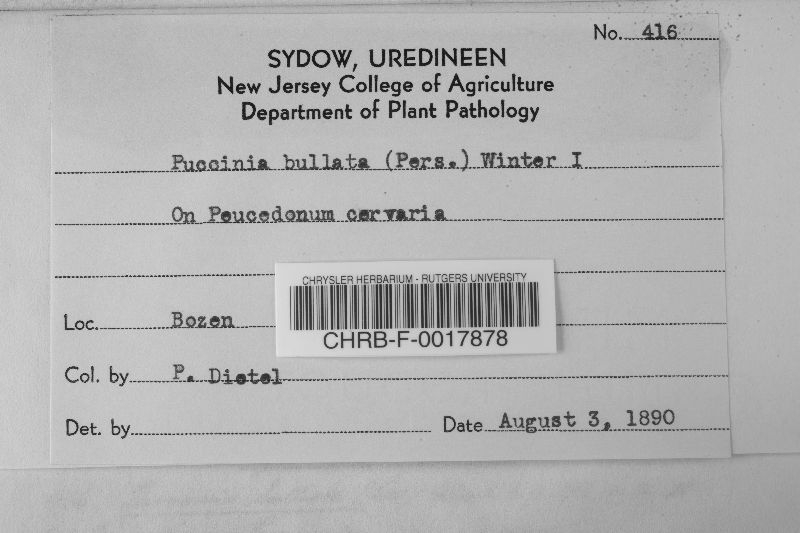 No. 416
SYDOW, UREDINEEN
New Jersey College of Agriculture
Department of Plant Pathology
Puccinia bullata (Pers.) Winter I
On Peucedonum cervaria
CHRYSLER HERBARIUM - RUTGERS UNIVERSITY
CHRB-F-0017878
Loc. Bozen
Col. by P. Dietel
Det. by
Date August 3, 1890